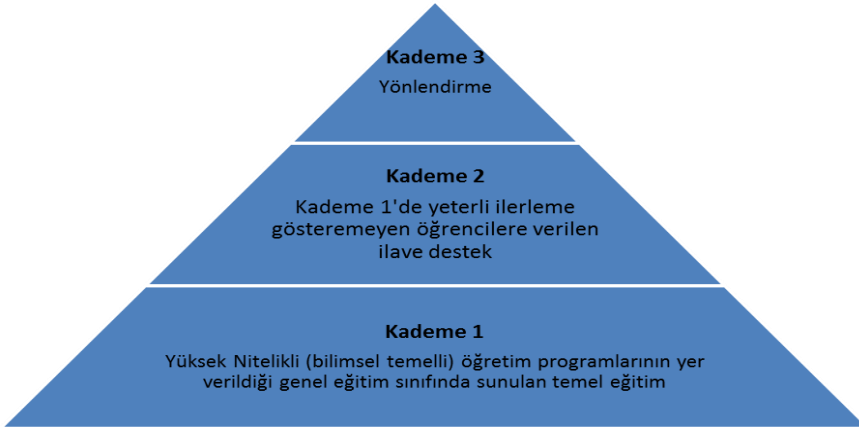 Kademe 3
Yönlendirme
Kademe 2
Kademe 1'de yeterli ilerleme
gösteremeyen öğrencilere verilen
ilave destek
Kademe 1
Yüksek Nitelikli (bilimsel temelli) öğretim programlarının yer
verildiği genel eğitim sınıfında sunulan temel eğitim